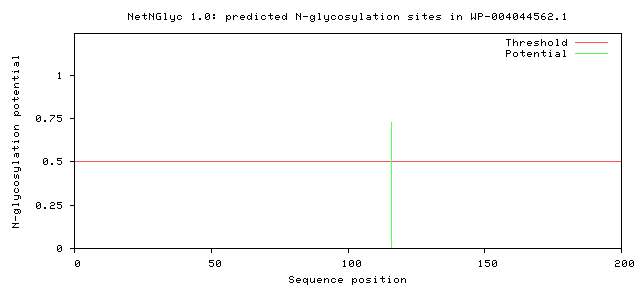 NetNGlyc 1.0: predicted N-glycosylation sites in WP-004044562.1
Threshold
Potential
N-glycosylation potential
1
0.75
0.5
0.25
0
0 50 100 150 200
Sequence position